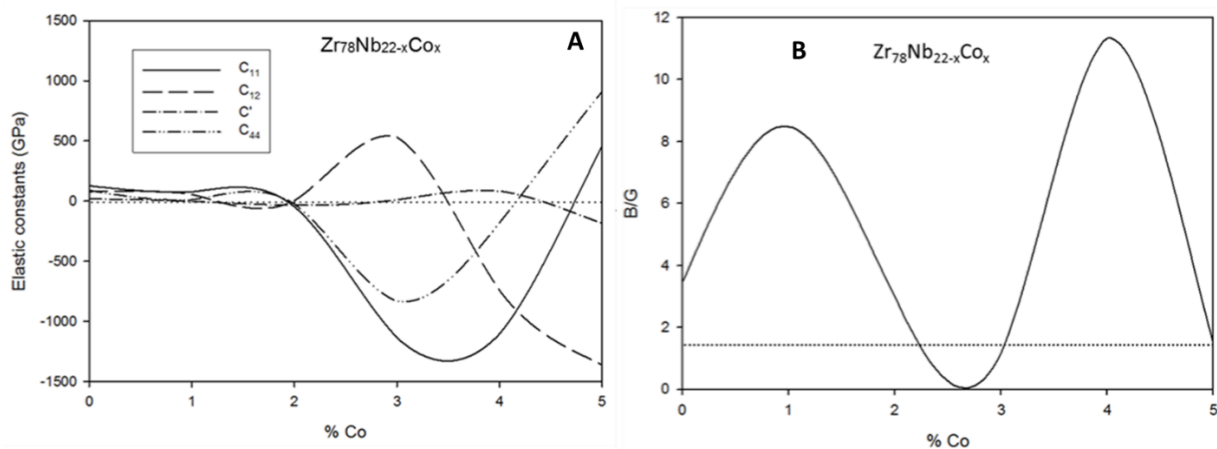 Zr₇₈Nb₂₂₋ₓCoₓ
A
C₁₁
C₁₂
C'
C₄₄
1500
1000
500
0
-500
-1000
-1500
Elastic constants (GPa)
0 1 2 3 4 5
% Co
B
Zr₇₈Nb₂₂₋ₓCoₓ
12
10
8
6
4
2
0
B/G
0 1 2 3 4 5
% Co